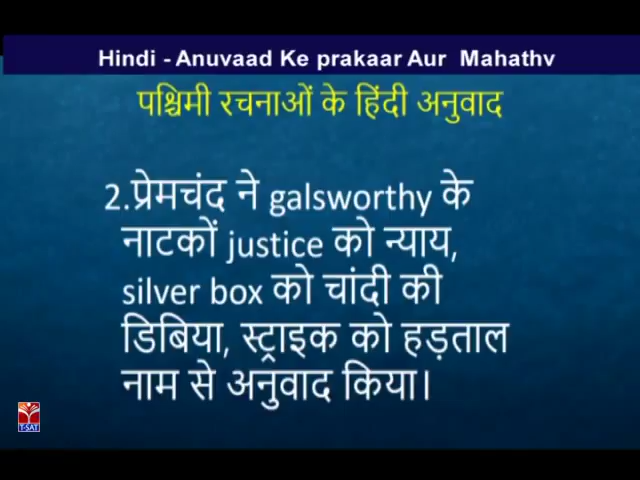 Hindi - Anuvaad Ke prakaar Aur Mahathv
पश्चिमी रचनाओं के हिंदी अनुवाद
2.प्रेमचंद ने galsworthy के
नाटकों justice को न्याय,
silver box को चांदी की
डिबिया, स्ट्राइक को हड़ताल
नाम से अनुवाद किया।
T-SAT